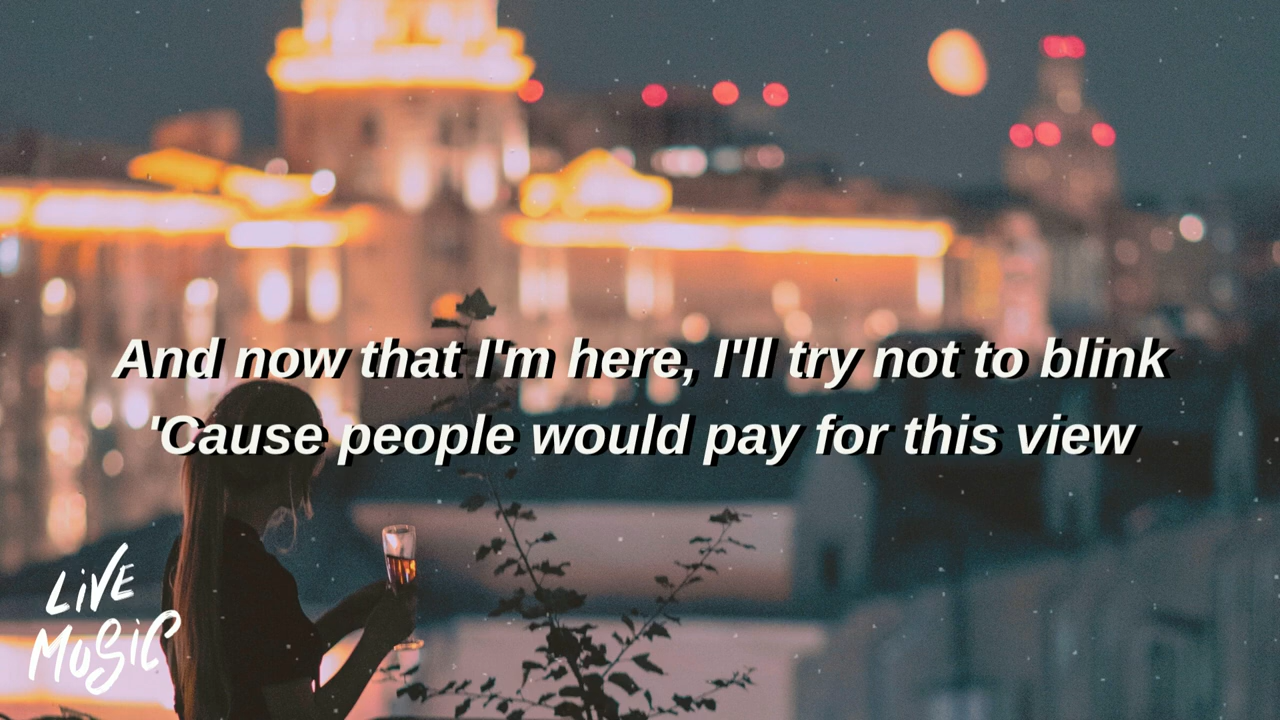 And now that I'm here, I'll try not to blink
'Cause people would pay for this view
LiVE
MUSiC